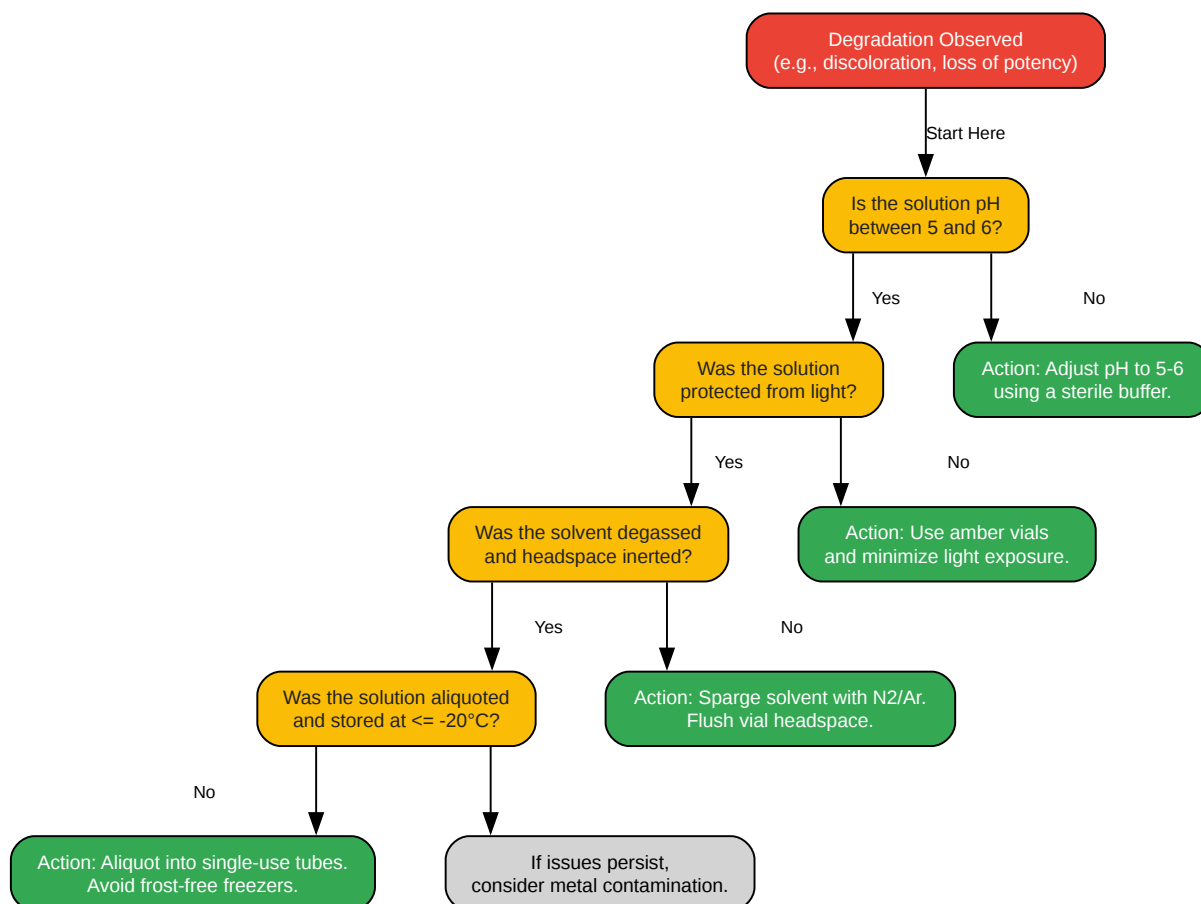 Degradation Observed
(e.g., discoloration, loss of potency)
Start Here
Is the solution pH
between 5 and 6?
Yes
No
Was the solution
protected from light?
Action: Adjust pH to 5-6
using a sterile buffer.
Yes
No
Was the solvent degassed
and headspace inerted?
Action: Use amber vials
and minimize light exposure.
Yes
No
Was the solution aliquoted
and stored at <= -20°C?
Action: Sparge solvent with N2/Ar.
Flush vial headspace.
No
Action: Aliquot into single-use tubes.
Avoid frost-free freezers.
If issues persist,
consider metal contamination.